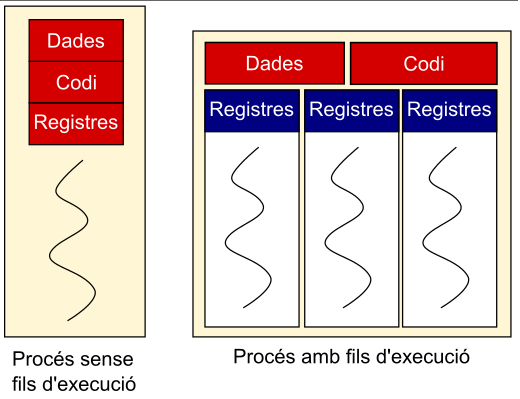 Dades
Codi
Registres
Procés sense
fils d'execució
Dades
Codi
Registres
Registres
Registres
Procés amb fils d'execució